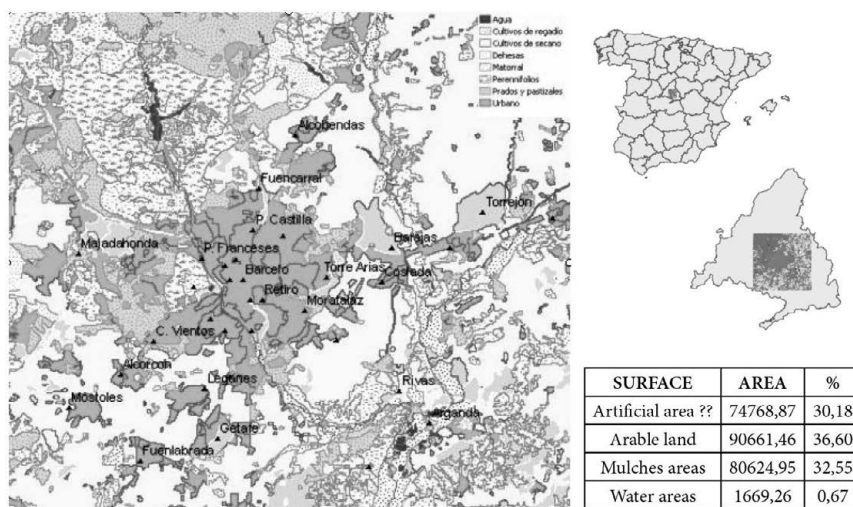 Agua
Cultivos de regadío
Cultivos de secano
Dehesas
Matorral
Perennifolios
Prados y pastizales
Urbano
Alcobendas
Fuencarral
P. Castilla
Torrejón
Majadahonda
P. Franceses
Barajas
Barcelo
Torre Arias
Coslada
Retiro
Moratalaz
C. Vientos
Alcorcon
Leganes
Rivas
Mostoles
Arganda
Getafe
Fuenlabrada
SURFACE AREA %
Artificial area ?? 74768,87 30,18
Arable land 90661,46 36,60
Mulches areas 80624,95 32,55
Water areas 1669,26 0,67